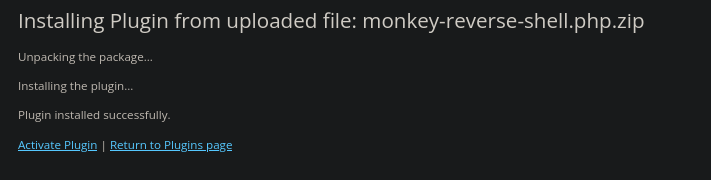 Installing Plugin from uploaded file: monkey-reverse-shell.php.zip
Unpacking the package…
Installing the plugin…
Plugin installed successfully.
Activate Plugin | Return to Plugins page